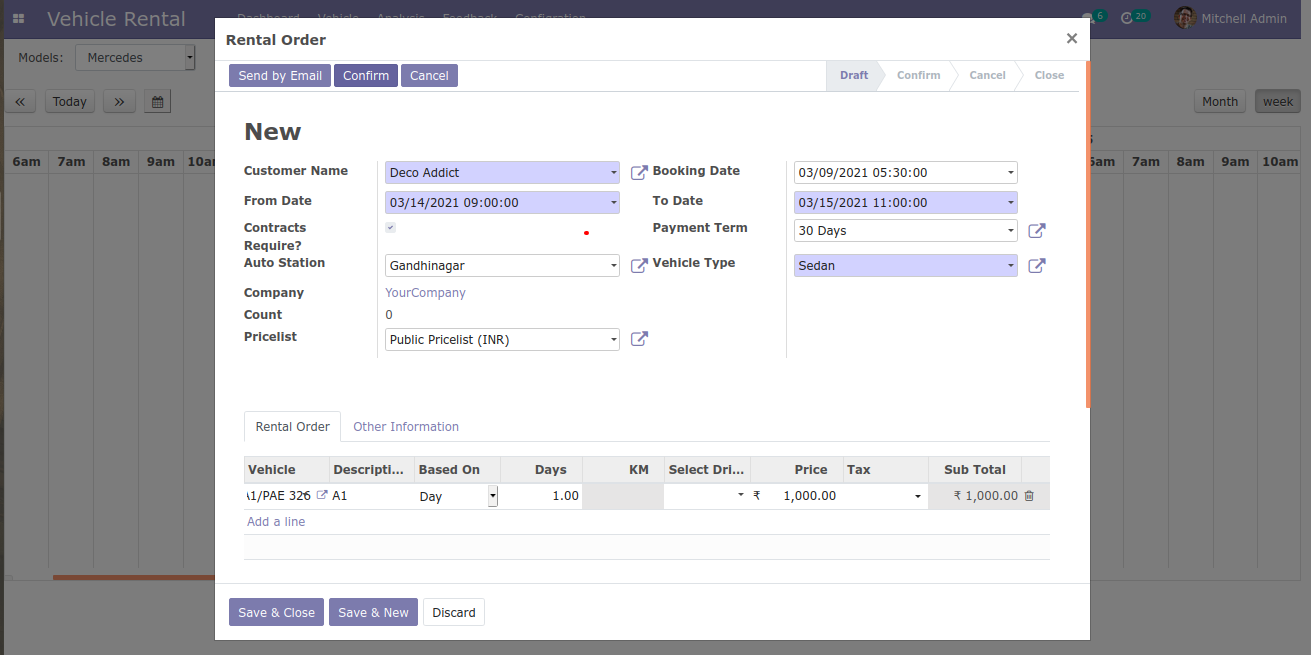 Vehicle Rental Dashboard Vehicle Analysis Feedback Configration 6 20 Mitchell Admin
Models: Mercedes
« Today » Month week
6am 7am 8am 9am 7am 8am 9am 10am
Rental Order ×
Send by Email Confirm Cancel Draft Confirm Cancel Close
New
Customer Name Deco Addict Booking Date 03/09/2021 05:30:00
From Date 03/14/2021 09:00:00 To Date 03/15/2021 11:00:00
Contracts Payment Term 30 Days
Require?
Auto Station Gandhinagar Vehicle Type Sedan
Company YourCompany
Count 0
Pricelist Public Pricelist (INR)
Rental Order Other Information
Vehicle Descripti... Based On Days KM Select Dri... Price Tax Sub Total
A1/PAE 326 A1 Day 1.00 ₹ 1,000.00 ₹ 1,000.00
Add a line
Save & Close Save & New Discard